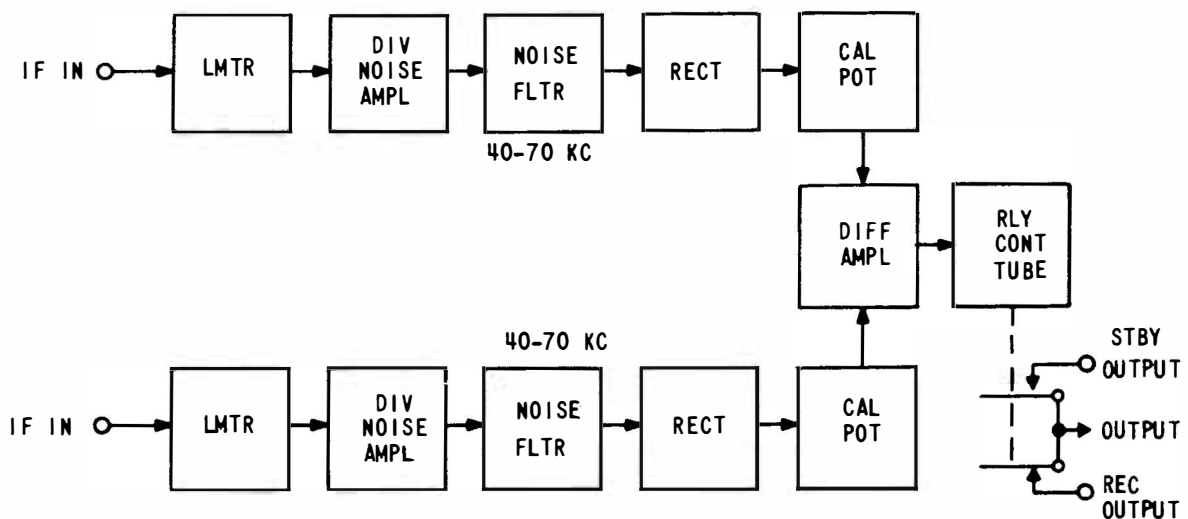 IF IN
LMTR
DIV
NOISE
AMPL
NOISE
FLTR
40-70 KC
RECT
CAL
POT
DIFF
AMPL
RLY
CONT
TUBE
40-70 KC
IF IN
LMTR
DIV
NOISE
AMPL
NOISE
FLTR
RECT
CAL
POT
STBY
OUTPUT
OUTPUT
REC
OUTPUT